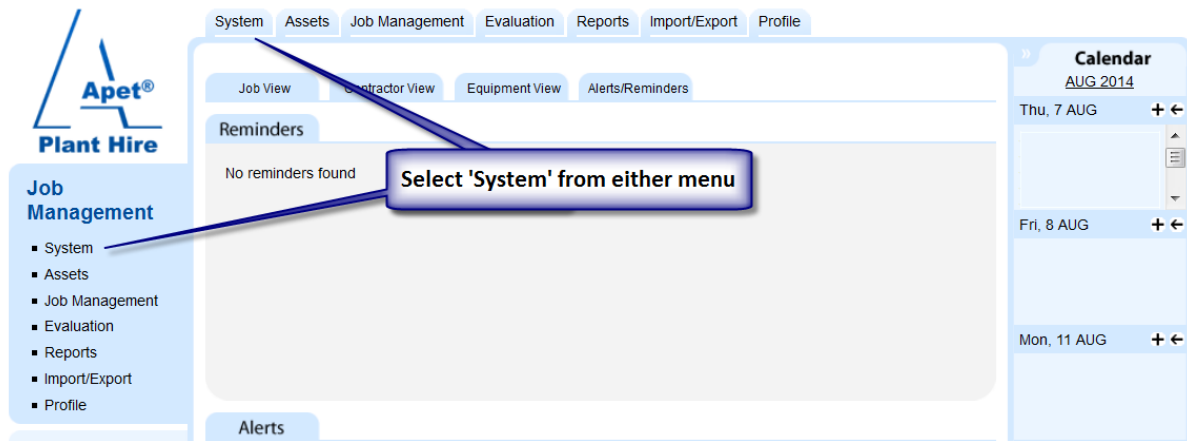 System Assets Job Management Evaluation Reports Import/Export Profile
Apet®
Plant Hire
Job
Management
System
Assets
Job Management
Evaluation
Reports
Import/Export
Profile
Job View Contractor View Equipment View Alerts/Reminders
Reminders
No reminders found
Select 'System' from either menu
Alerts
» Calendar
AUG 2014
Thu, 7 AUG
Fri, 8 AUG
Mon, 11 AUG